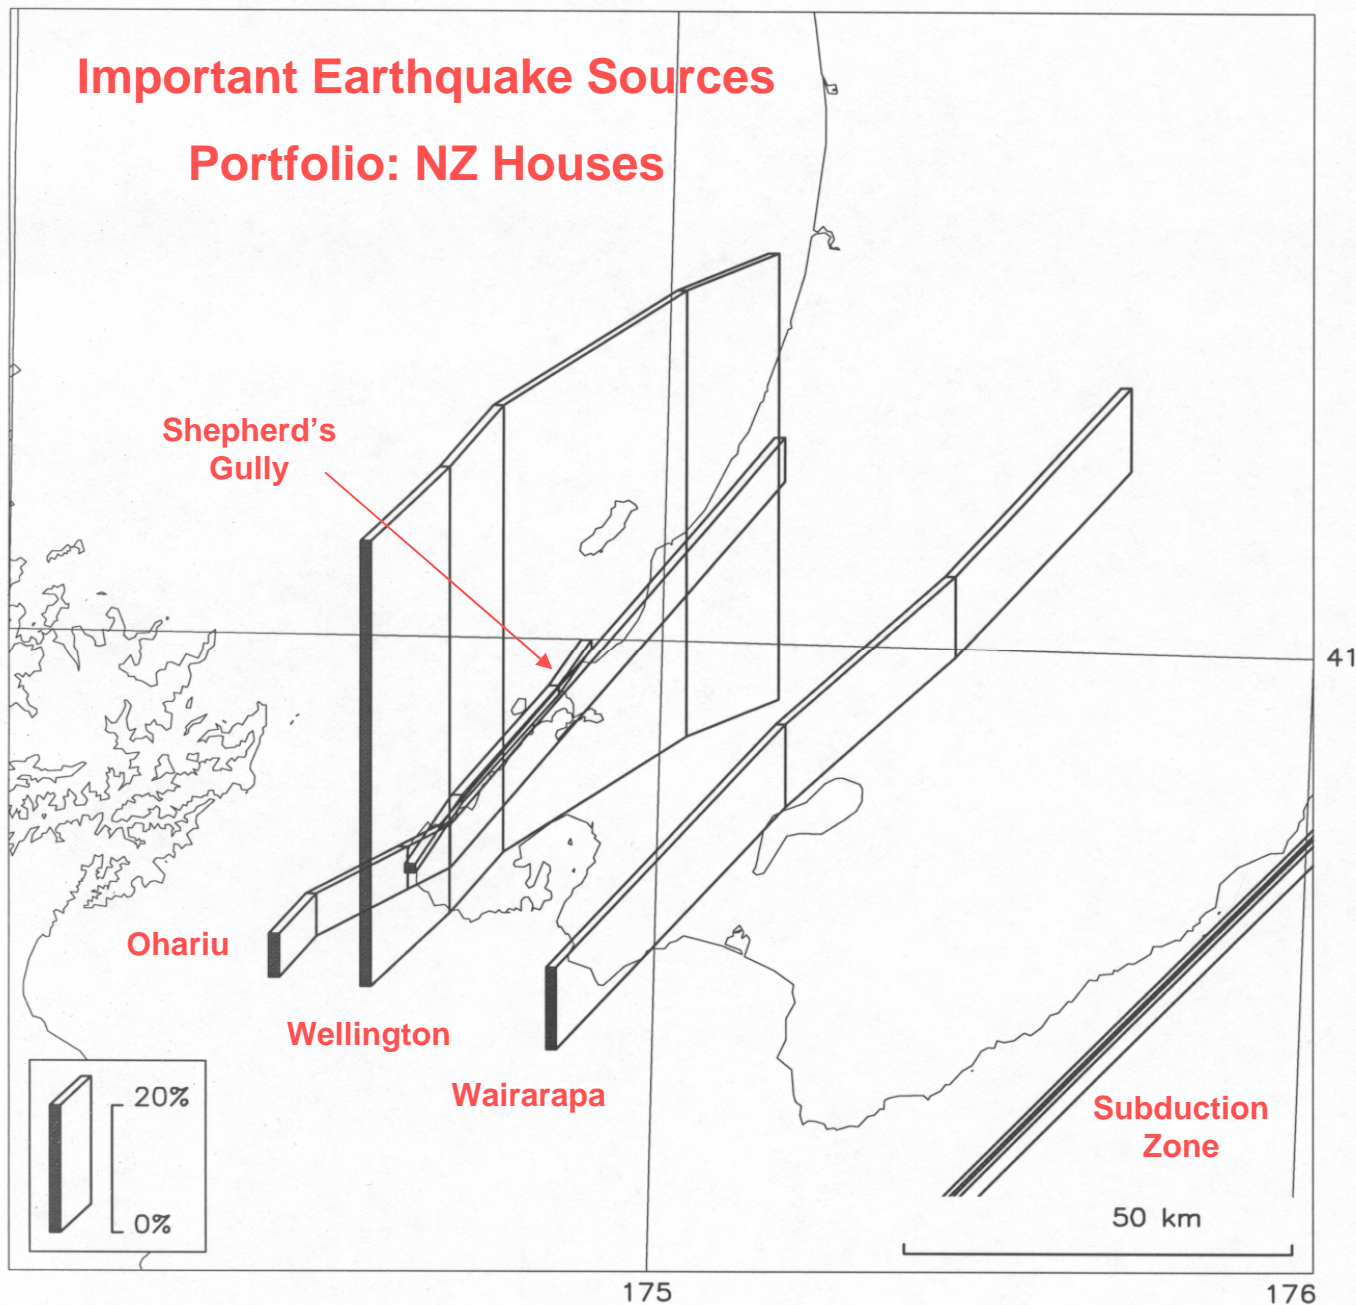 Important Earthquake Sources
Portfolio: NZ Houses
Shepherd's
Gully
41
Ohariu
Wellington
Wairarapa
Subduction
Zone
20%
0%
50 km
175
176